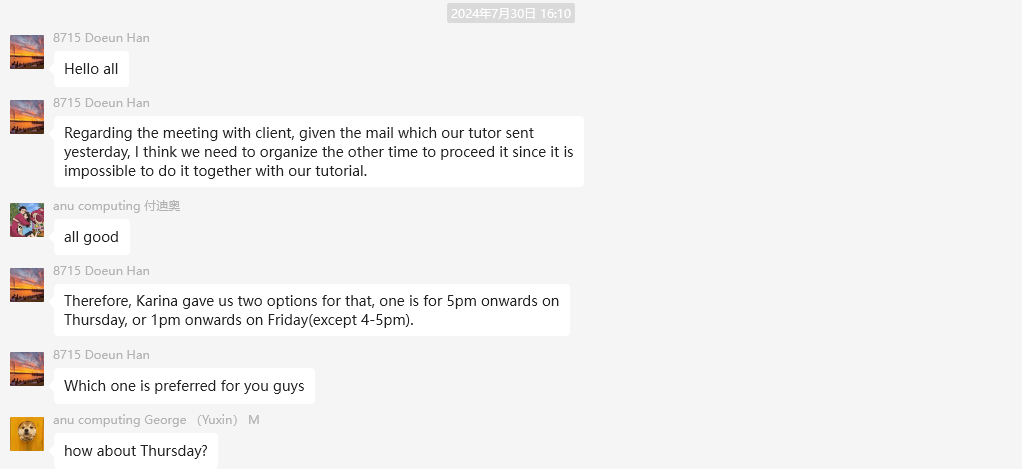 2024年7月30日 16:10
8715 Doeun Han
Hello all
8715 Doeun Han
Regarding the meeting with client, given the mail which our tutor sent
yesterday, I think we need to organize the other time to proceed it since it is
impossible to do it together with our tutorial.
anu computing 付迪奥
all good
8715 Doeun Han
Therefore, Karina gave us two options for that, one is for 5pm onwards on
Thursday, or 1pm onwards on Friday(except 4-5pm).
8715 Doeun Han
Which one is preferred for you guys
anu computing George （Yuxin） M
how about Thursday?